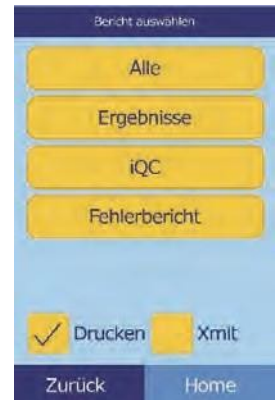 Bericht auswählen
Alle
Ergebnisse
iQC
Fehlerbericht
Drucken Xmit
Zurück Home